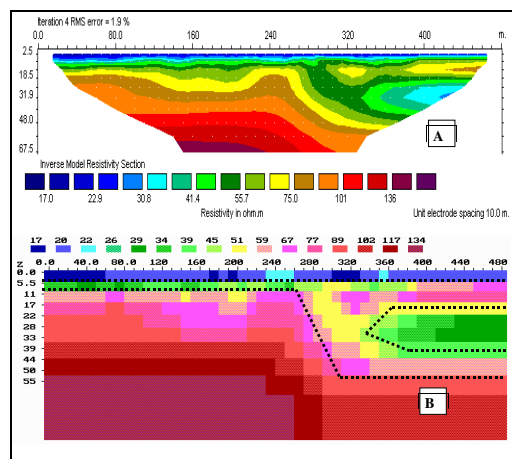 Iteration 4 RMS error = 1.9 %
0.0 80.0 160 240 320 400 m.
2.5
18.5
31.9
48.0
67.5
A
Inverse Model Resistivity Section
17.0 22.9 30.8 41.4 55.7 75.0 101 136
Resistivity in ohm.m
Unit electrode spacing 10.0 m.
17 20 22 26 29 34 39 45 51 59 67 77 89 102 117 134
Z 0 40 80 120 160 200 240 280 320 360 400 440 480
0.0
5.5
11
17
22
28
33
39
44
50
55
B